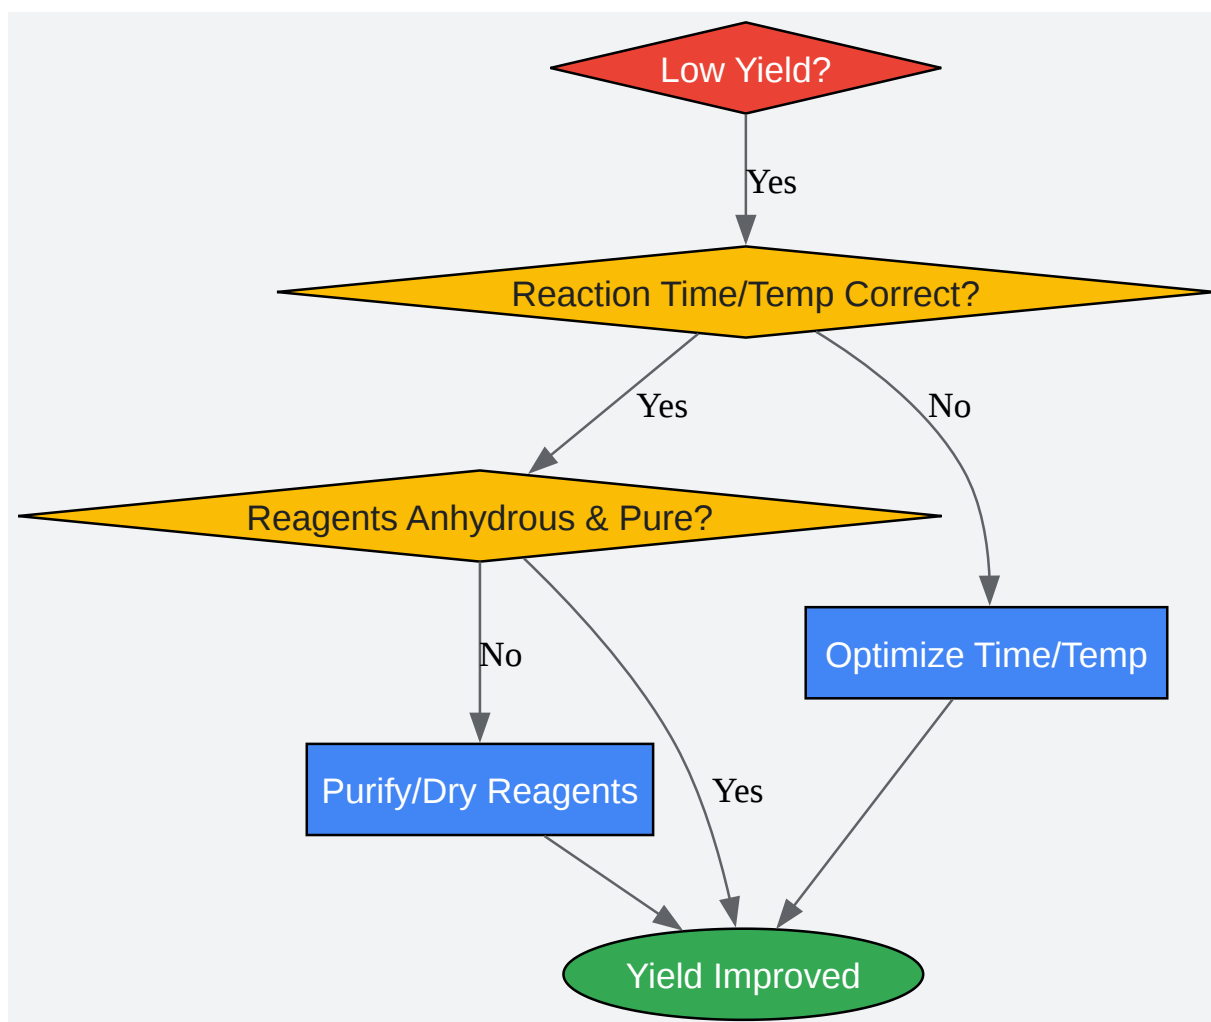 Low Yield?
Yes
Reaction Time/Temp Correct?
Yes
No
Reagents Anhydrous & Pure?
No
Optimize Time/Temp
Purify/Dry Reagents
Yes
Yield Improved